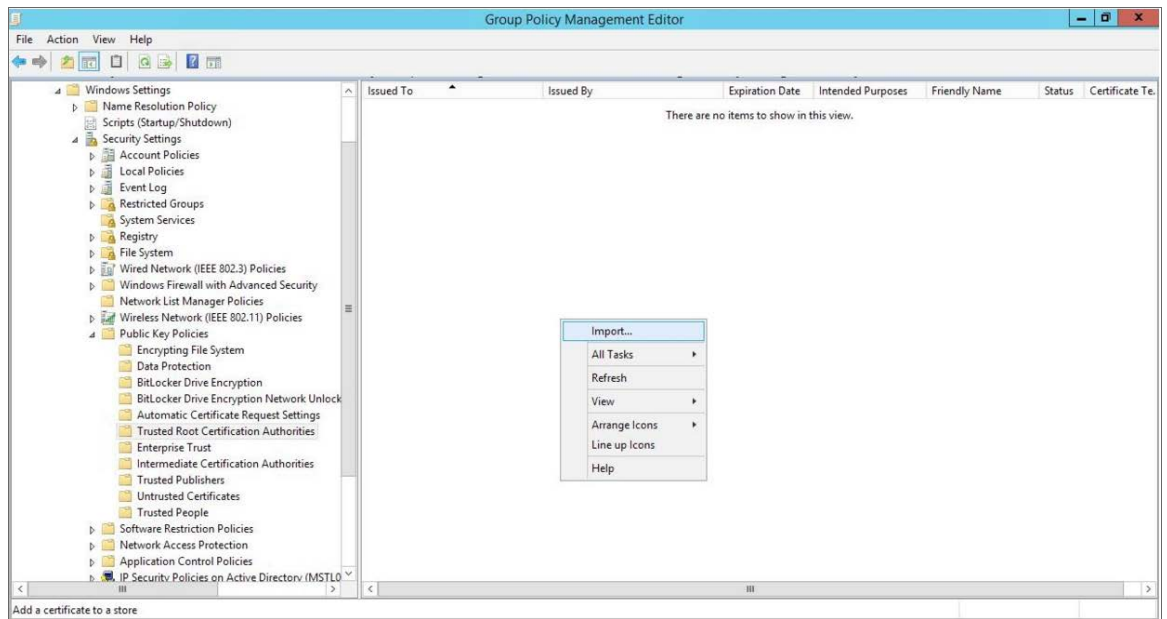 Group Policy Management Editor
File Action View Help
Windows Settings
Name Resolution Policy
Scripts (Startup/Shutdown)
Security Settings
Account Policies
Local Policies
Event Log
Restricted Groups
System Services
Registry
File System
Wired Network (IEEE 802.3) Policies
Windows Firewall with Advanced Security
Network List Manager Policies
Wireless Network (IEEE 802.11) Policies
Public Key Policies
Encrypting File System
Data Protection
BitLocker Drive Encryption
BitLocker Drive Encryption Network Unlock
Automatic Certificate Request Settings
Trusted Root Certification Authorities
Enterprise Trust
Intermediate Certification Authorities
Trusted Publishers
Untrusted Certificates
Trusted People
Software Restriction Policies
Network Access Protection
Application Control Policies
IP Security Policies on Active Directory (MSTL0
Issued To Issued By Expiration Date Intended Purposes Friendly Name Status Certificate Te.
There are no items to show in this view.
Import...
All Tasks
Refresh
View
Arrange Icons
Line up Icons
Help
Add a certificate to a store